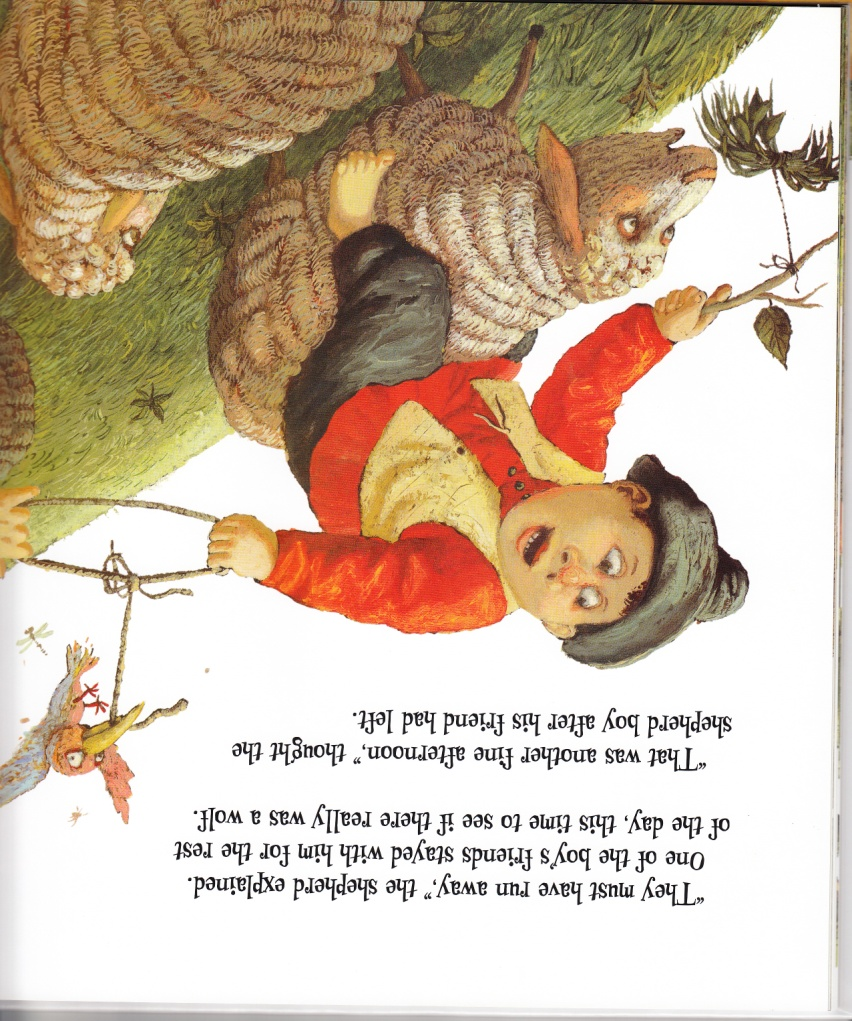 “They must have run away,” the shepherd explained.
One of the boy’s friends stayed with him for the rest
of the day, this time to see if there really was a wolf.
“That was another fine afternoon,” thought the
shepherd boy after his friend had left.